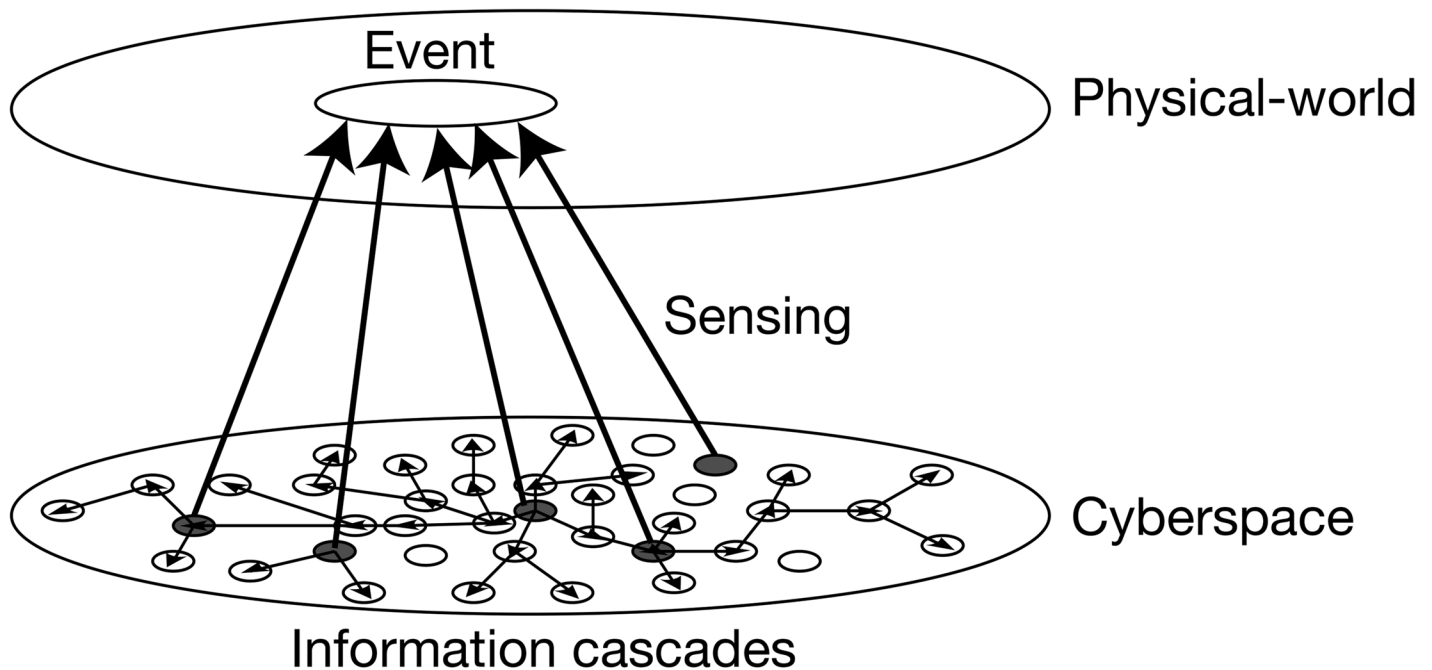 Event
Physical-world
Sensing
Cyberspace
Information cascades